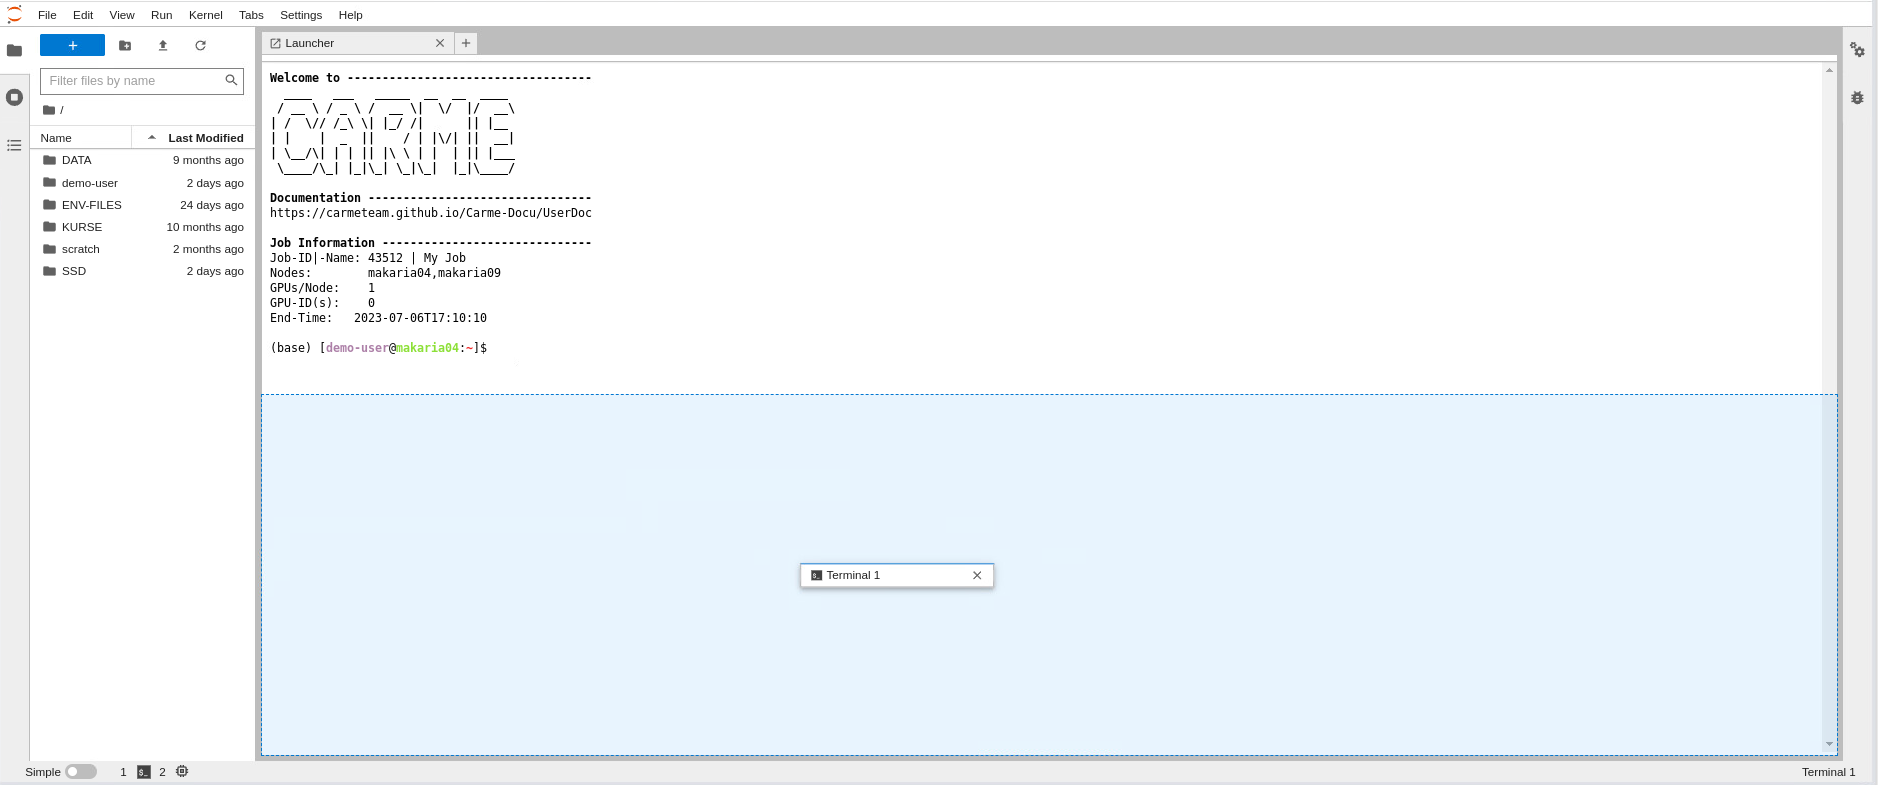 File Edit View Run Kernel Tabs Settings Help
Filter files by name
/
Name Last Modified
DATA 9 months ago
demo-user 2 days ago
ENV-FILES 24 days ago
KURSE 10 months ago
scratch 2 months ago
SSD 2 days ago
Launcher
Welcome to -----------------------------------
CARME
Documentation --------------------------------
https://carmeteam.github.io/Carme-Docu/UserDoc
Job Information ------------------------------
Job-ID|-Name: 43512 | My Job
Nodes: makaria04,makaria09
GPUs/Node: 1
GPU-ID(s): 0
End-Time: 2023-07-06T17:10:10
(base) [demo-user@makaria04:~]$
Terminal 1
Simple 1 $_ 2 Terminal 1